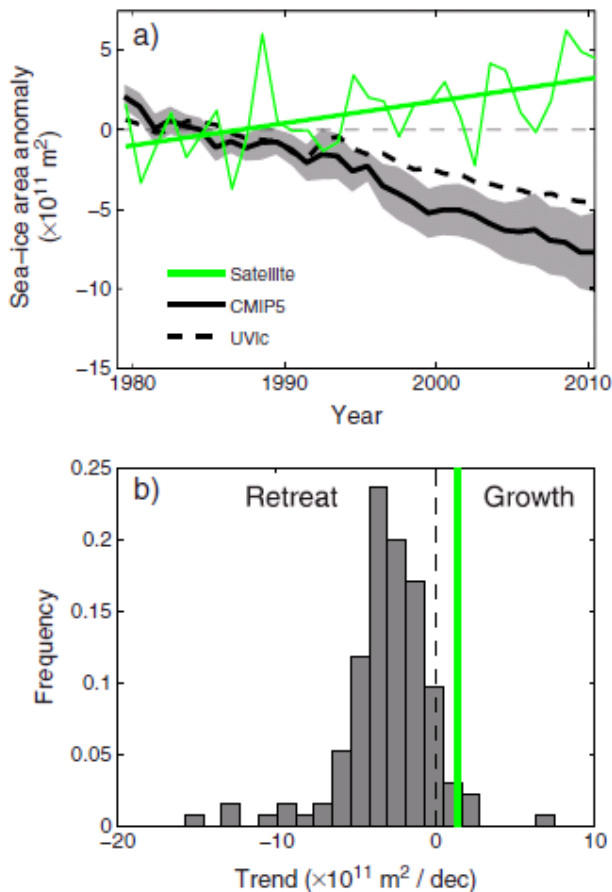 a)
5
0
−5
−10
−15
Sea−ice area anomaly
(×10¹¹ m²)
Satellite
CMIP5
UVic
1980 1990 2000 2010
Year
b)
Retreat Growth
0.25
0.2
0.15
0.1
0.05
0
Frequency
−20 −10 0 10
Trend (×10¹¹ m² / dec)